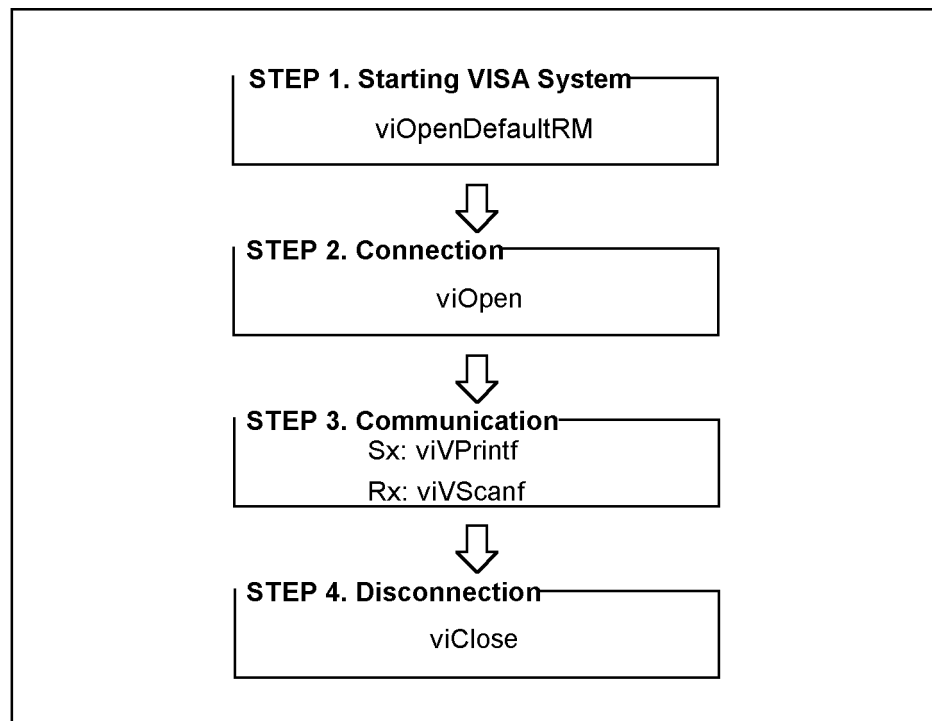 STEP 1. Starting VISA System
viOpenDefaultRM
STEP 2. Connection
viOpen
STEP 3. Communication
Sx: viVPrintf
Rx: viVScanf
STEP 4. Disconnection
viClose